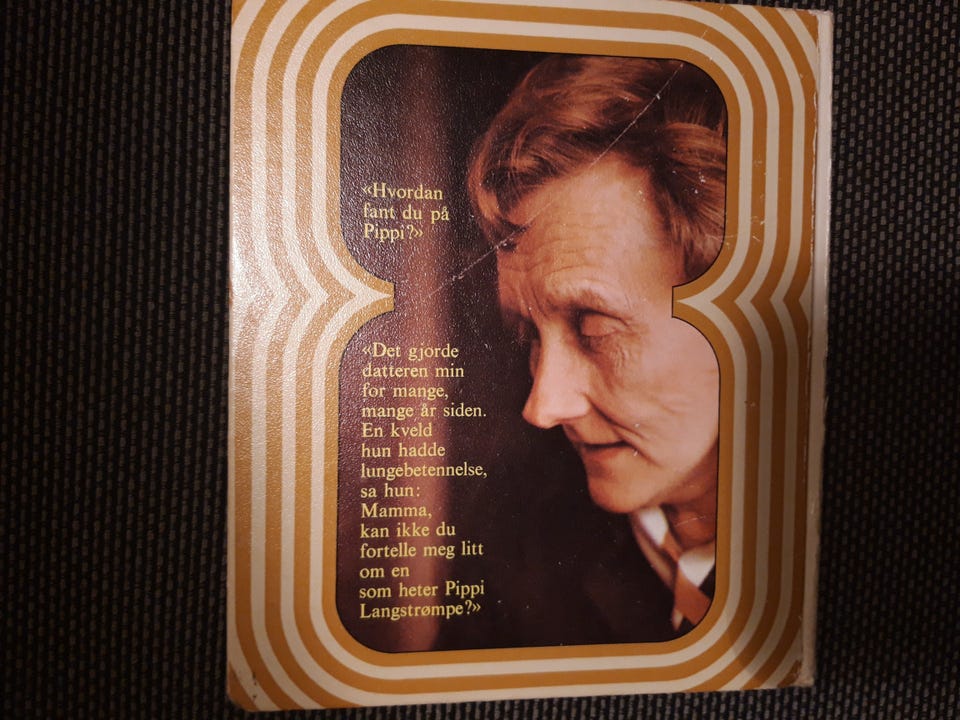 «Hvordan
fant du på
Pippi?»
«Det gjorde
datteren min
for mange,
mange år siden.
En kveld
hun hadde
lungebetennelse,
sa hun:
Mamma,
kan ikke du
fortelle meg litt
om en
som heter Pippi
Langstrømpe?»